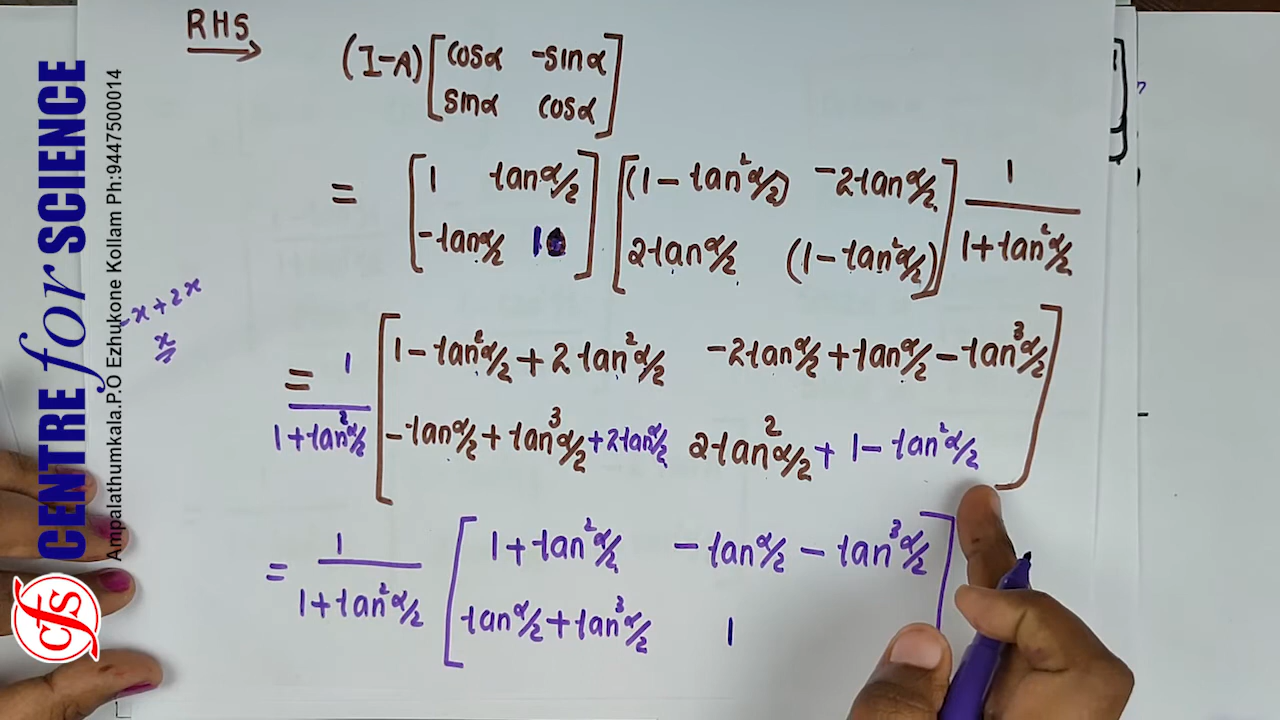 RHS
(I-A) [cosα -sinα
sinα cosα]
= [1 tanα/2
-tanα/2 1] [(1-tan²α/2) -2tanα/2
2tanα/2 (1-tan²α/2)] 1
1+tan²α/2
-x+2x
x
= 1
1+tan²α/2 [1-tan²α/2+2tan²α/2 -2tanα/2+tanα/2-tan³α/2
-tanα/2+tan³α/2+2tanα/2 2tan²α/2+1-tan²α/2]
= 1
1+tan²α/2 [1+tan²α/2 -tanα/2-tan³α/2
tanα/2+tan³α/2 1
CENTRE for SCIENCE
Ampalathumkala.P.O Ezhukone Kollam Ph:9447500014
cfs